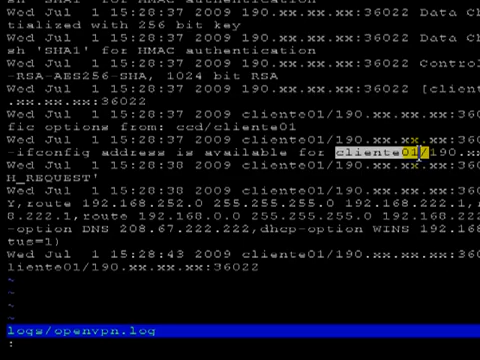 Wed Jul  1 15:28:37 2009 190.xx.xx.xx:36022 Data C
tialized with 256 bit key
Wed Jul  1 15:28:37 2009 190.xx.xx.xx:36022 Data Ch
sh 'SHA1' for HMAC authentication
Wed Jul  1 15:28:37 2009 190.xx.xx.xx:36022 Control
-RSA-AES256-SHA, 1024 bit RSA
Wed Jul  1 15:28:37 2009 190.xx.xx.xx:36022 [client
.xx.xx.xx:36022
Wed Jul  1 15:28:37 2009 cliente01/190.xx.xx.xx:360
fic options from: ccd/cliente01
Wed Jul  1 15:28:37 2009 cliente01/190.xx.xx.xx:360
-ifconfig address is available for cliente01/190.x
Wed Jul  1 15:28:38 2009 cliente01/190.xx.xx.xx:360
H_REQUEST'
Wed Jul  1 15:28:38 2009 cliente01/190.xx.xx.xx:360
Y,route 192.168.252.0 255.255.255.0 192.168.222.1,r
8.222.1,route 192.168.0.0 255.255.0.0 192.168.222.
-option DNS 208.67.222.222,dhcp-option WINS 192.168
tus=1)
Wed Jul  1 15:28:43 2009 cliente01/190.xx.xx.xx:360
liente01/190.xx.xx.xx:36022
~
~
~
~
logs/openvpn.log
: